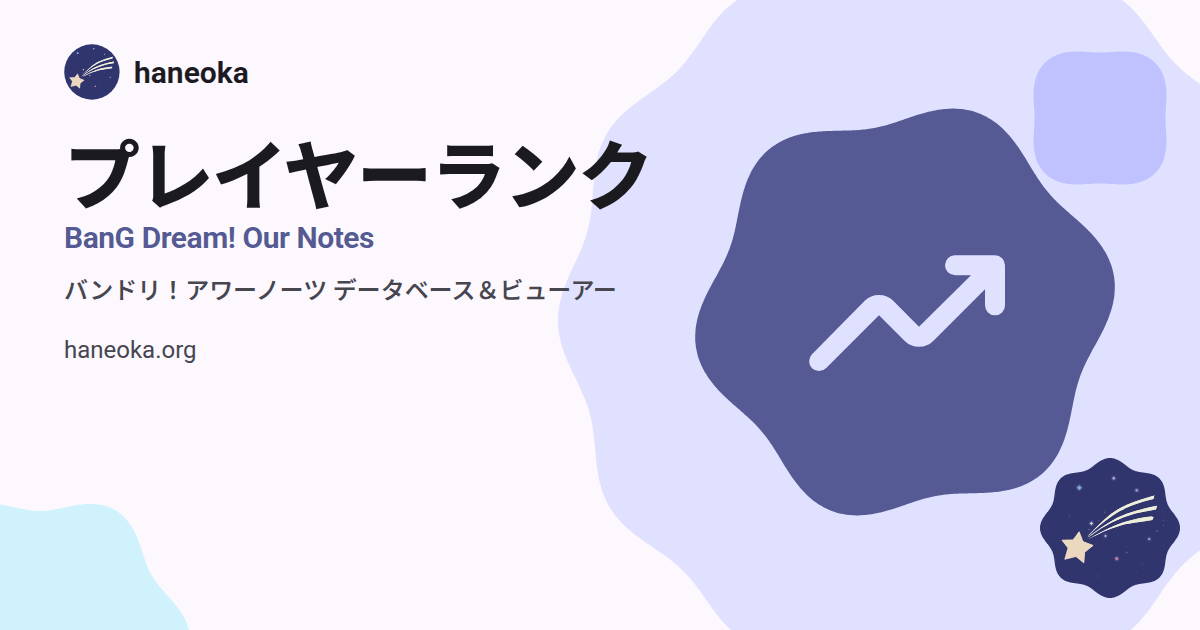 haneoka
プレイヤーランク
BanG Dream! Our Notes
バンドリ！アワーノーツ データベース＆ビューアー
haneoka.org